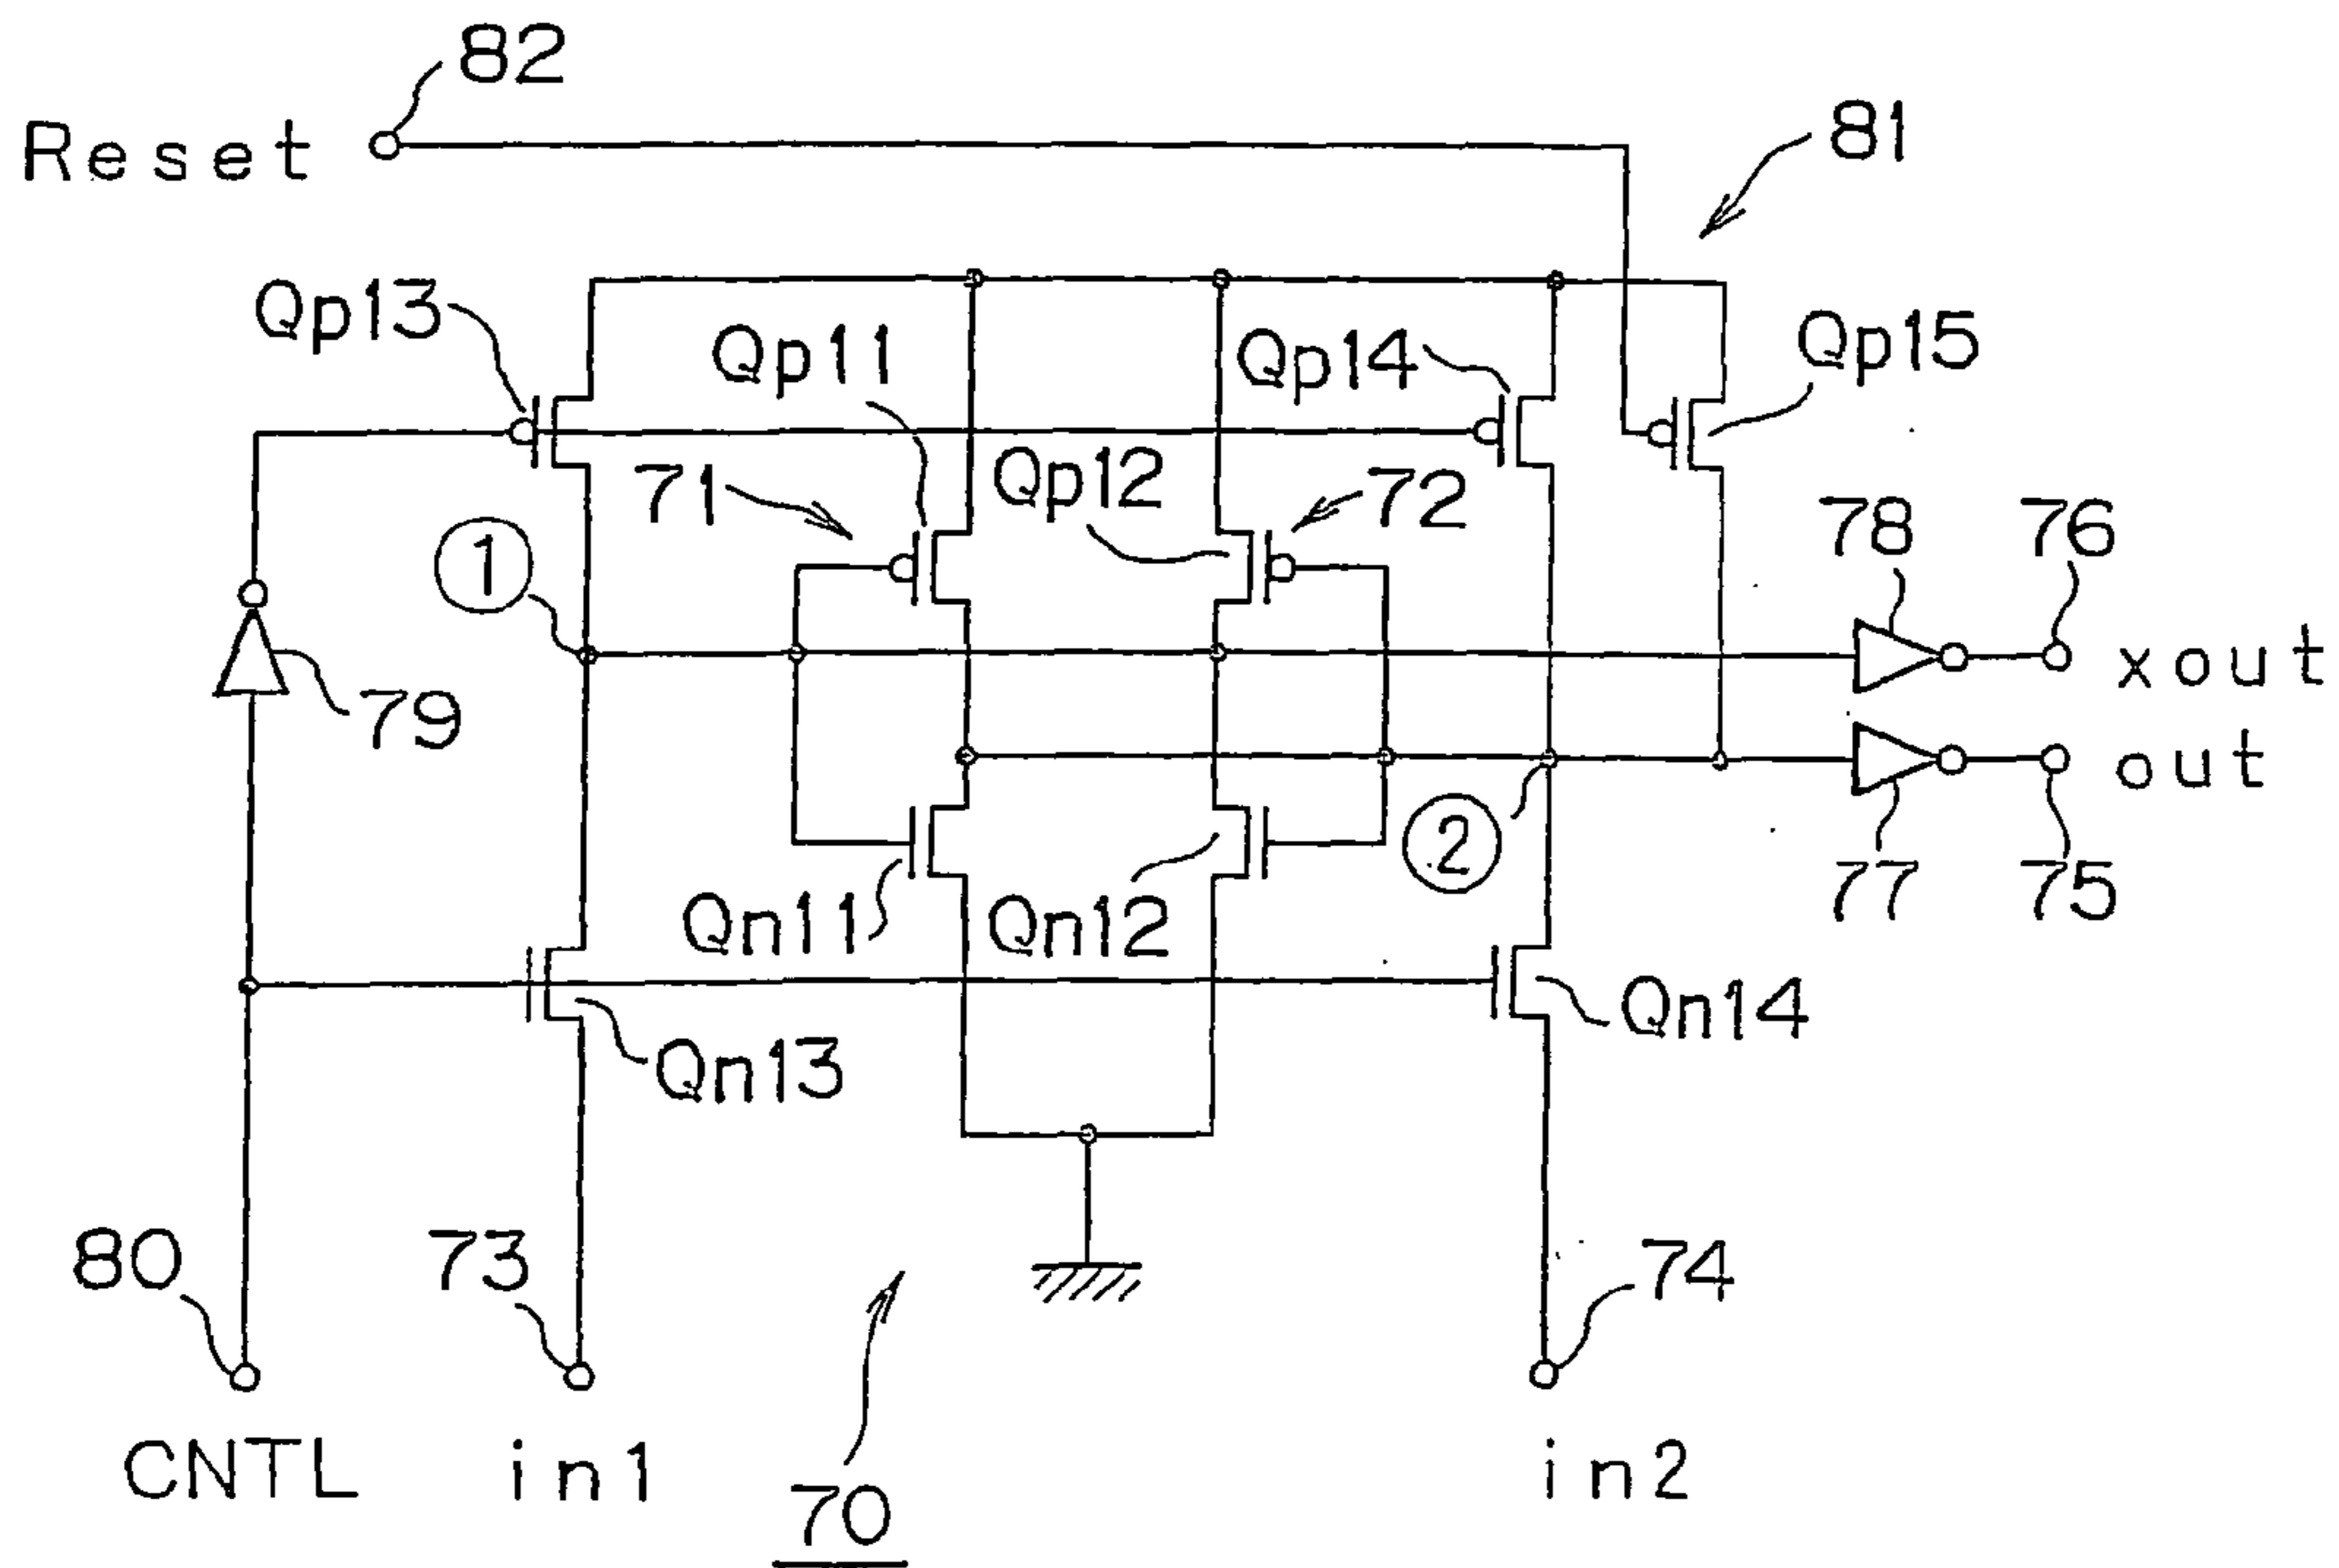 82
Reset
81
Qp13
Qp11
Qp14
Qp15
71
Qp12
72
78
76
①
xout
79
out
②
77
75
Qn11
Qn12
Qn14
Qn13
80
73
74
CNTL
in1
in2
70